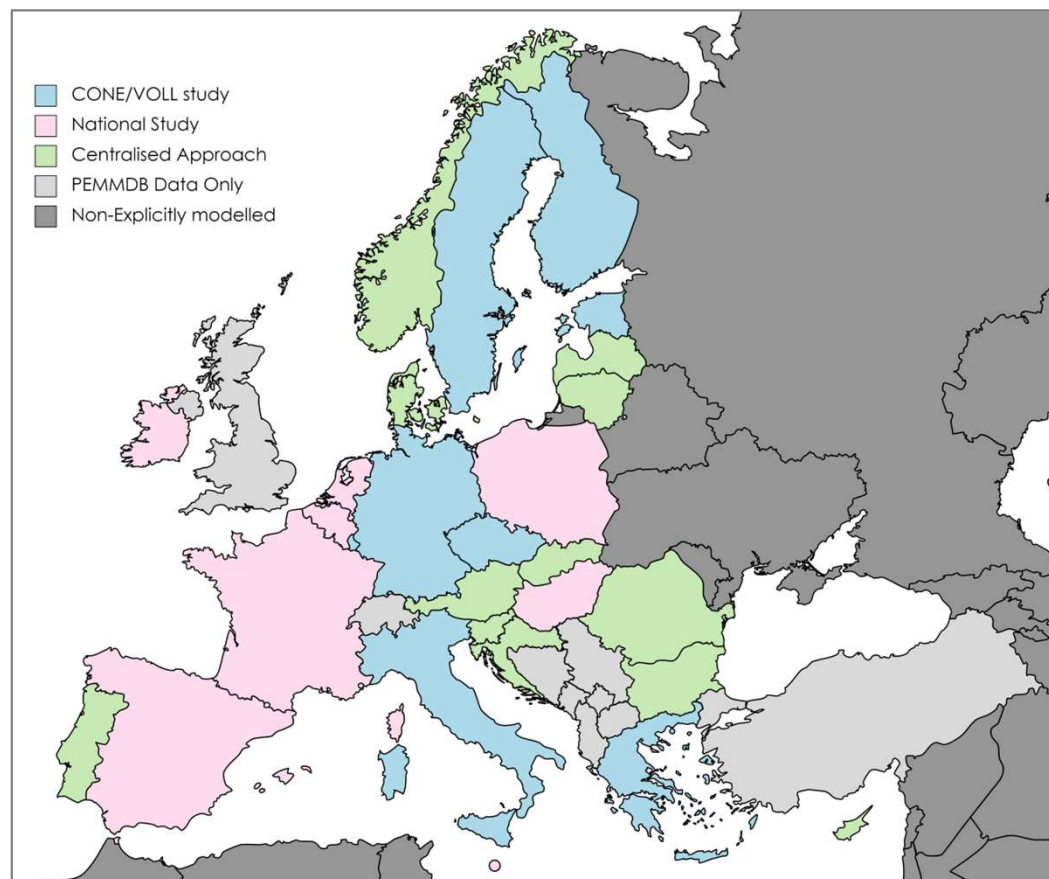 CONE/VOLL study
National Study
Centralised Approach
PEMMDB Data Only
Non-Explicitly modelled